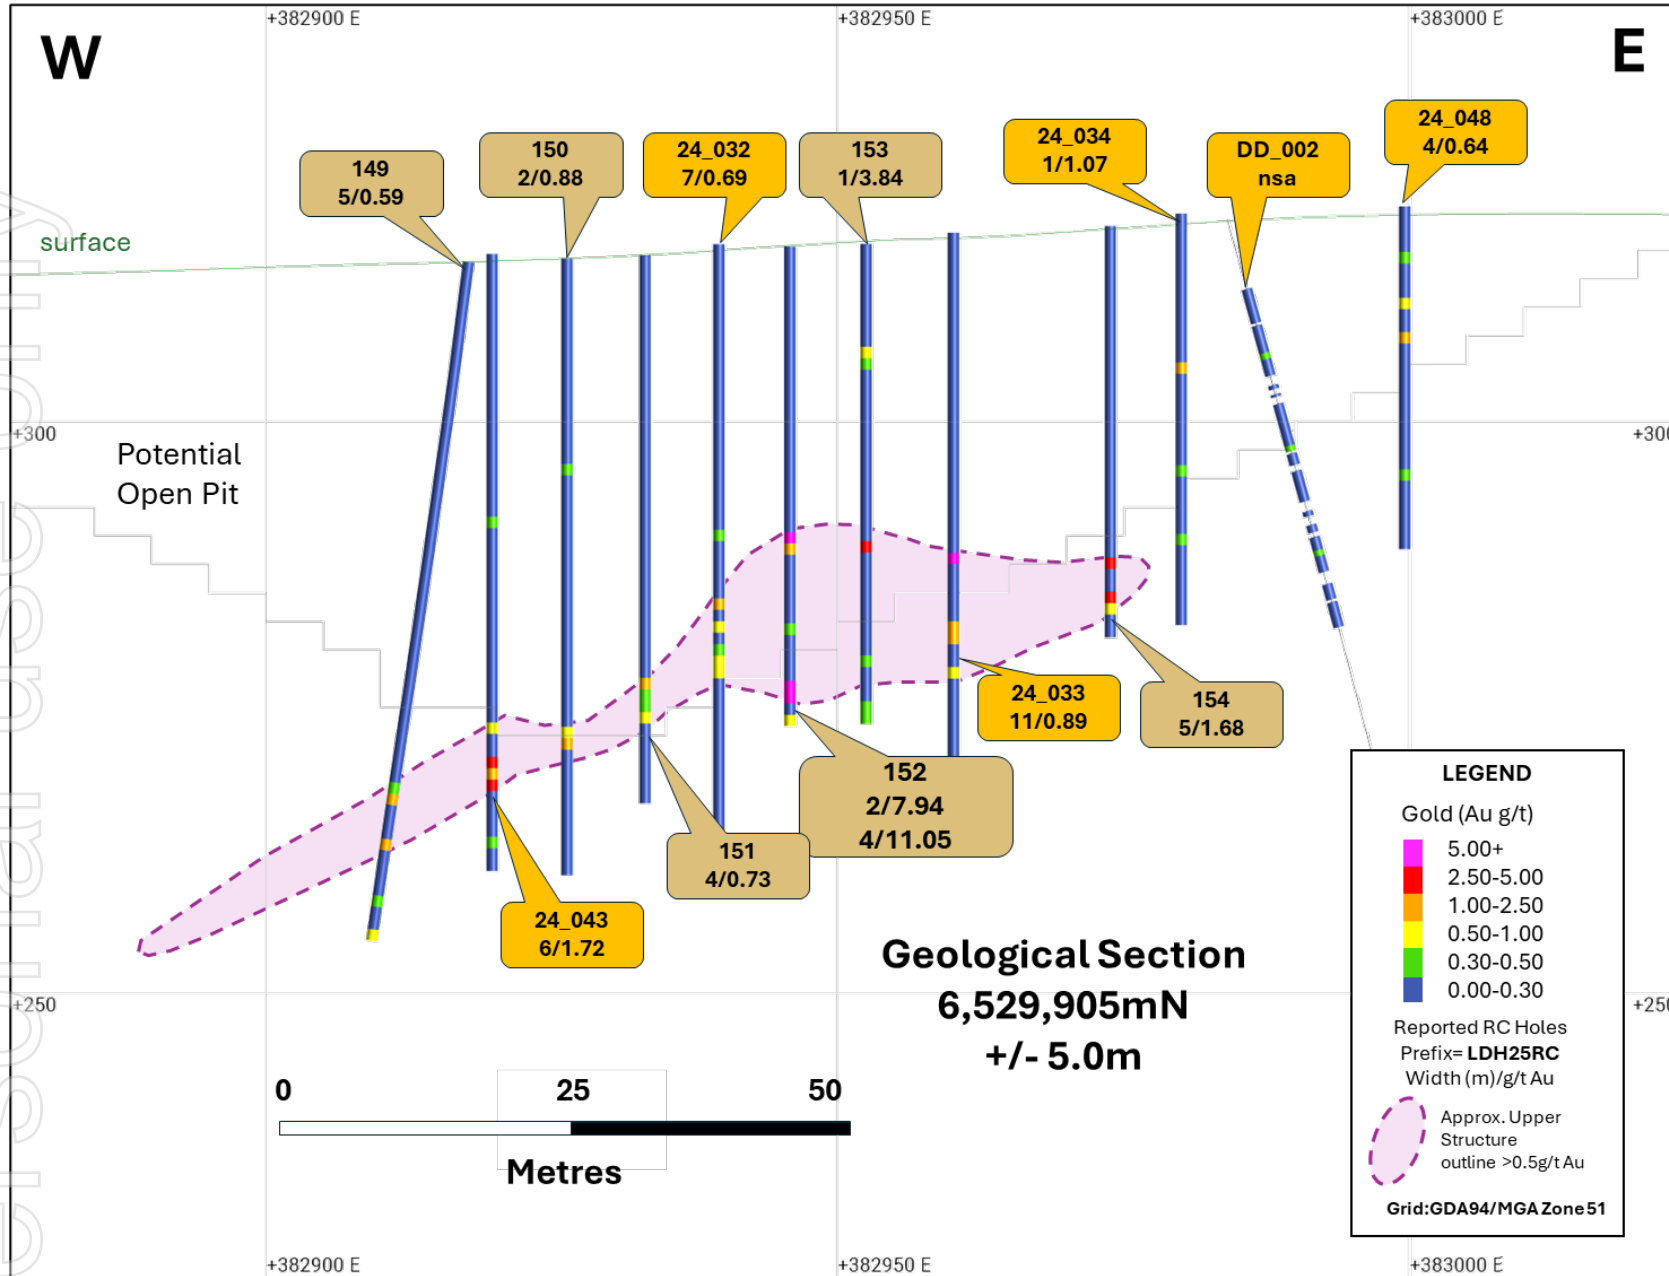 +382900 E
+382950 E
+383000 E
W
E
24_048
4/0.64
24_034
1/1.07
150
2/0.88
24_032
7/0.69
153
1/3.84
DD_002
nsa
149
5/0.59
surface
+300
+300
Potential
Open Pit
24_033
11/0.89
154
5/1.68
152
2/7.94
4/11.05
151
4/0.73
24_043
6/1.72
Geological Section
6,529,905mN
+/- 5.0m
+250
+250
0 25 50
Metres
LEGEND
Gold (Au g/t)
5.00+
2.50-5.00
1.00-2.50
0.50-1.00
0.30-0.50
0.00-0.30
Reported RC Holes
Prefix= LDH25RC
Width (m)/g/t Au
Approx. Upper
Structure
outline >0.5g/t Au
Grid:GDA94/MGA Zone 51
+382900 E
+382950 E
+383000 E